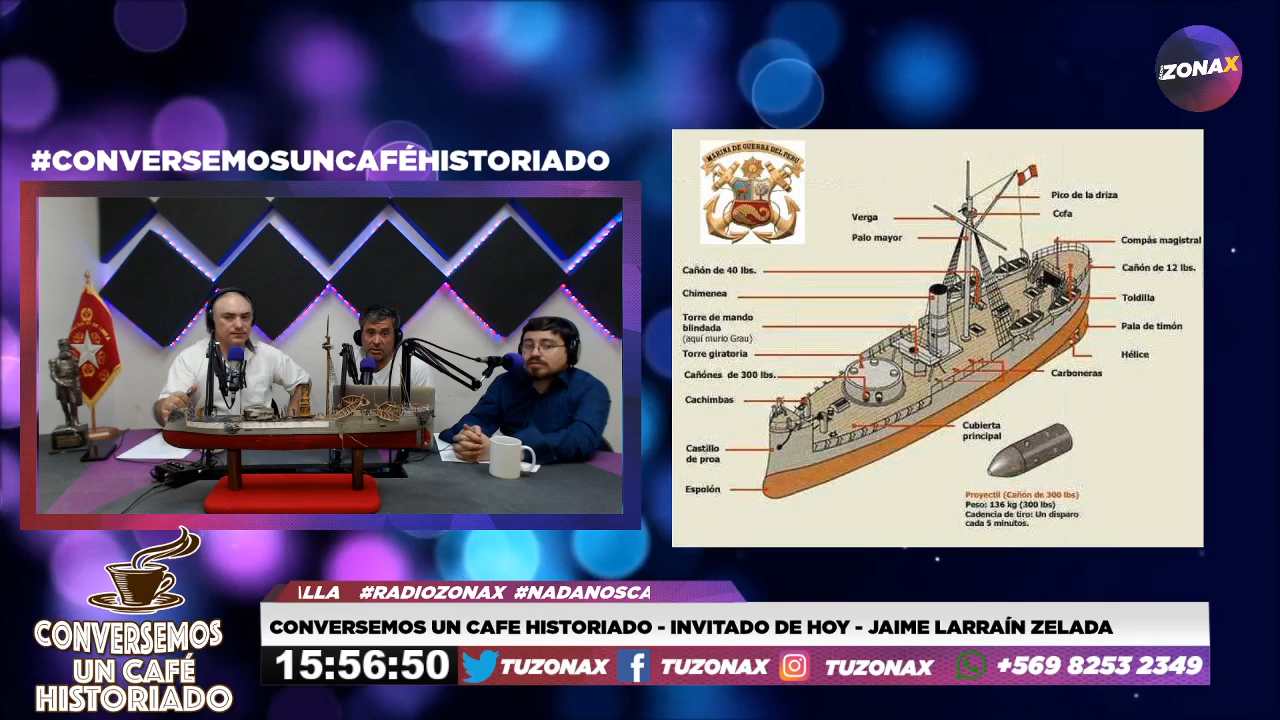 ZONAX
#CONVERSEMOSUNCAFÉHISTORIADO
MARINA DE GUERRA DEL PERU
Pico de la driza
Verga
Cofa
Palo mayor
Compás magistral
Cañón de 40 lbs.
Cañón de 12 lbs.
Chimenea
Toldilla
Torre de mando
blindada
(aquí murio Grau)
Pala de timón
Torre giratoria
Hélice
Cañónes de 300 lbs.
Carboneras
Cachimbas
Cubierta
principal
Castillo
de proa
Espolón
Proyectil (Cañón de 300 lbs)
Peso: 136 kg (300 lbs)
Cadencia de tiro: Un disparo
cada 5 minutos.
CONVERSEMOS
UN CAFÉ
HISTORIADO
LLA #RADIOZONAX #NADANOSCA
CONVERSEMOS UN CAFE HISTORIADO - INVITADO DE HOY - JAIME LARRAÍN ZELADA
15:56:50 TUZONAX TUZONAX TUZONAX +569 8253 2349